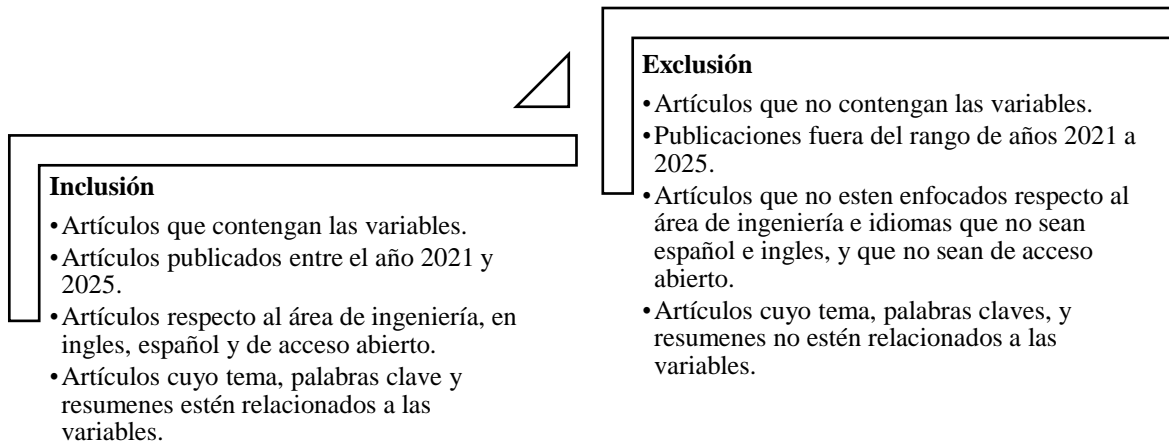 Inclusión
•Artículos que contengan las variables.
•Artículos publicados entre el año 2021 y
2025.
•Artículos respecto al área de ingeniería, en
ingles, español y de acceso abierto.
•Artículos cuyo tema, palabras clave y
resumenes estén relacionados a las
variables.
Exclusión
•Artículos que no contengan las variables.
•Publicaciones fuera del rango de años 2021 a
2025.
•Artículos que no esten enfocados respecto al
área de ingeniería e idiomas que no sean
español e ingles, y que no sean de acceso
abierto.
•Artículos cuyo tema, palabras claves, y
resumenes no estén relacionados a las
variables.